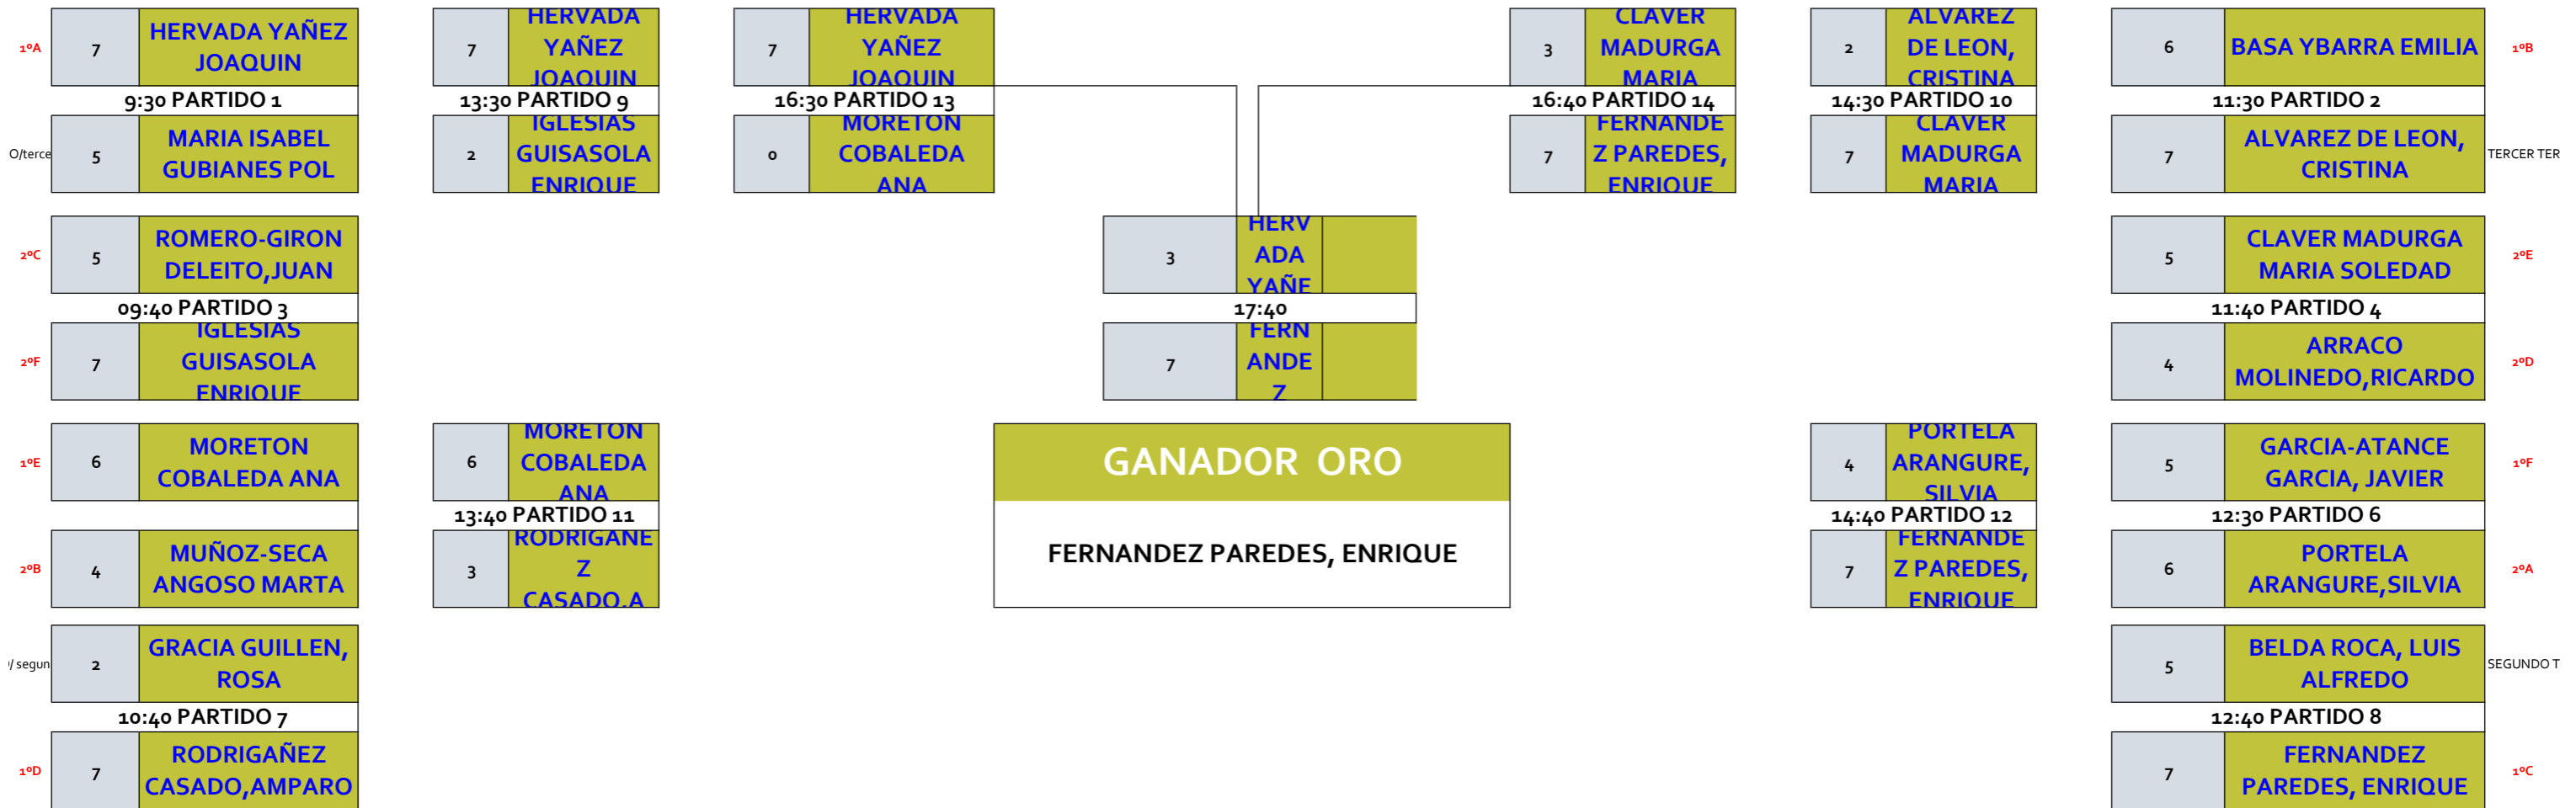 1ºA
7
HERVADA YAÑEZ
JOAQUIN
9:30 PARTIDO 1
O/terce
5
MARIA ISABEL
GUBIANES POL
2ºC
5
ROMERO-GIRON
DELEITO,JUAN
09:40 PARTIDO 3
2ºF
7
IGLESIAS
GUISASOLA
ENRIQUE
1ºE
6
MORETON
COBALEDA ANA
2ºB
4
MUÑOZ-SECA
ANGOSO MARTA
/ segun
2
GRACIA GUILLEN,
ROSA
10:40 PARTIDO 7
1ºD
7
RODRIGAÑEZ
CASADO,AMPARO
7
HERVADA
YAÑEZ
JOAQUIN
13:30 PARTIDO 9
2
IGLESIAS
GUISASOLA
ENRIQUE
6
MORETON
COBALEDA
ANA
13:40 PARTIDO 11
3
RODRIGAÑE
Z
CASADO,A
7
HERVADA
YAÑEZ
JOAQUIN
16:30 PARTIDO 13
0
MORETON
COBALEDA
ANA
3
HERV
ADA
YAÑE
17:40
7
FERN
ANDE
Z
GANADOR ORO
FERNANDEZ PAREDES, ENRIQUE
3
CLAVER
MADURGA
MARIA
16:40 PARTIDO 14
7
FERNANDE
Z PAREDES,
ENRIQUE
2
ALVAREZ
DE LEON,
CRISTINA
14:30 PARTIDO 10
7
CLAVER
MADURGA
MARIA
4
PORTELA
ARANGURE,
SILVIA
14:40 PARTIDO 12
7
FERNANDE
Z PAREDES,
ENRIQUE
6
BASA YBARRA EMILIA
1ºB
11:30 PARTIDO 2
7
ALVAREZ DE LEON,
CRISTINA
TERCER TER
5
CLAVER MADURGA
MARIA SOLEDAD
2ºE
11:40 PARTIDO 4
4
ARRACO
MOLINEDO,RICARDO
2ºD
5
GARCIA-ATANCE
GARCIA, JAVIER
1ºF
12:30 PARTIDO 6
6
PORTELA
ARANGURE,SILVIA
2ºA
5
BELDA ROCA, LUIS
ALFREDO
SEGUNDO T
12:40 PARTIDO 8
7
FERNANDEZ
PAREDES, ENRIQUE
1ºC